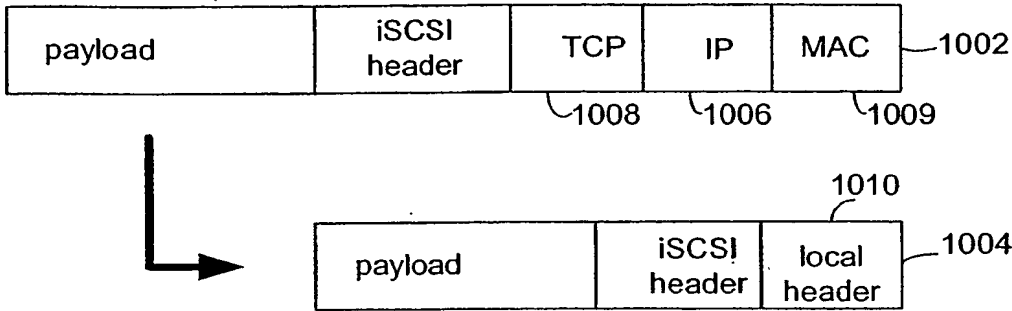 payload
iSCSI
header
TCP
IP
MAC
1002
1008
1006
1009
1010
payload
iSCSI
header
local
header
1004